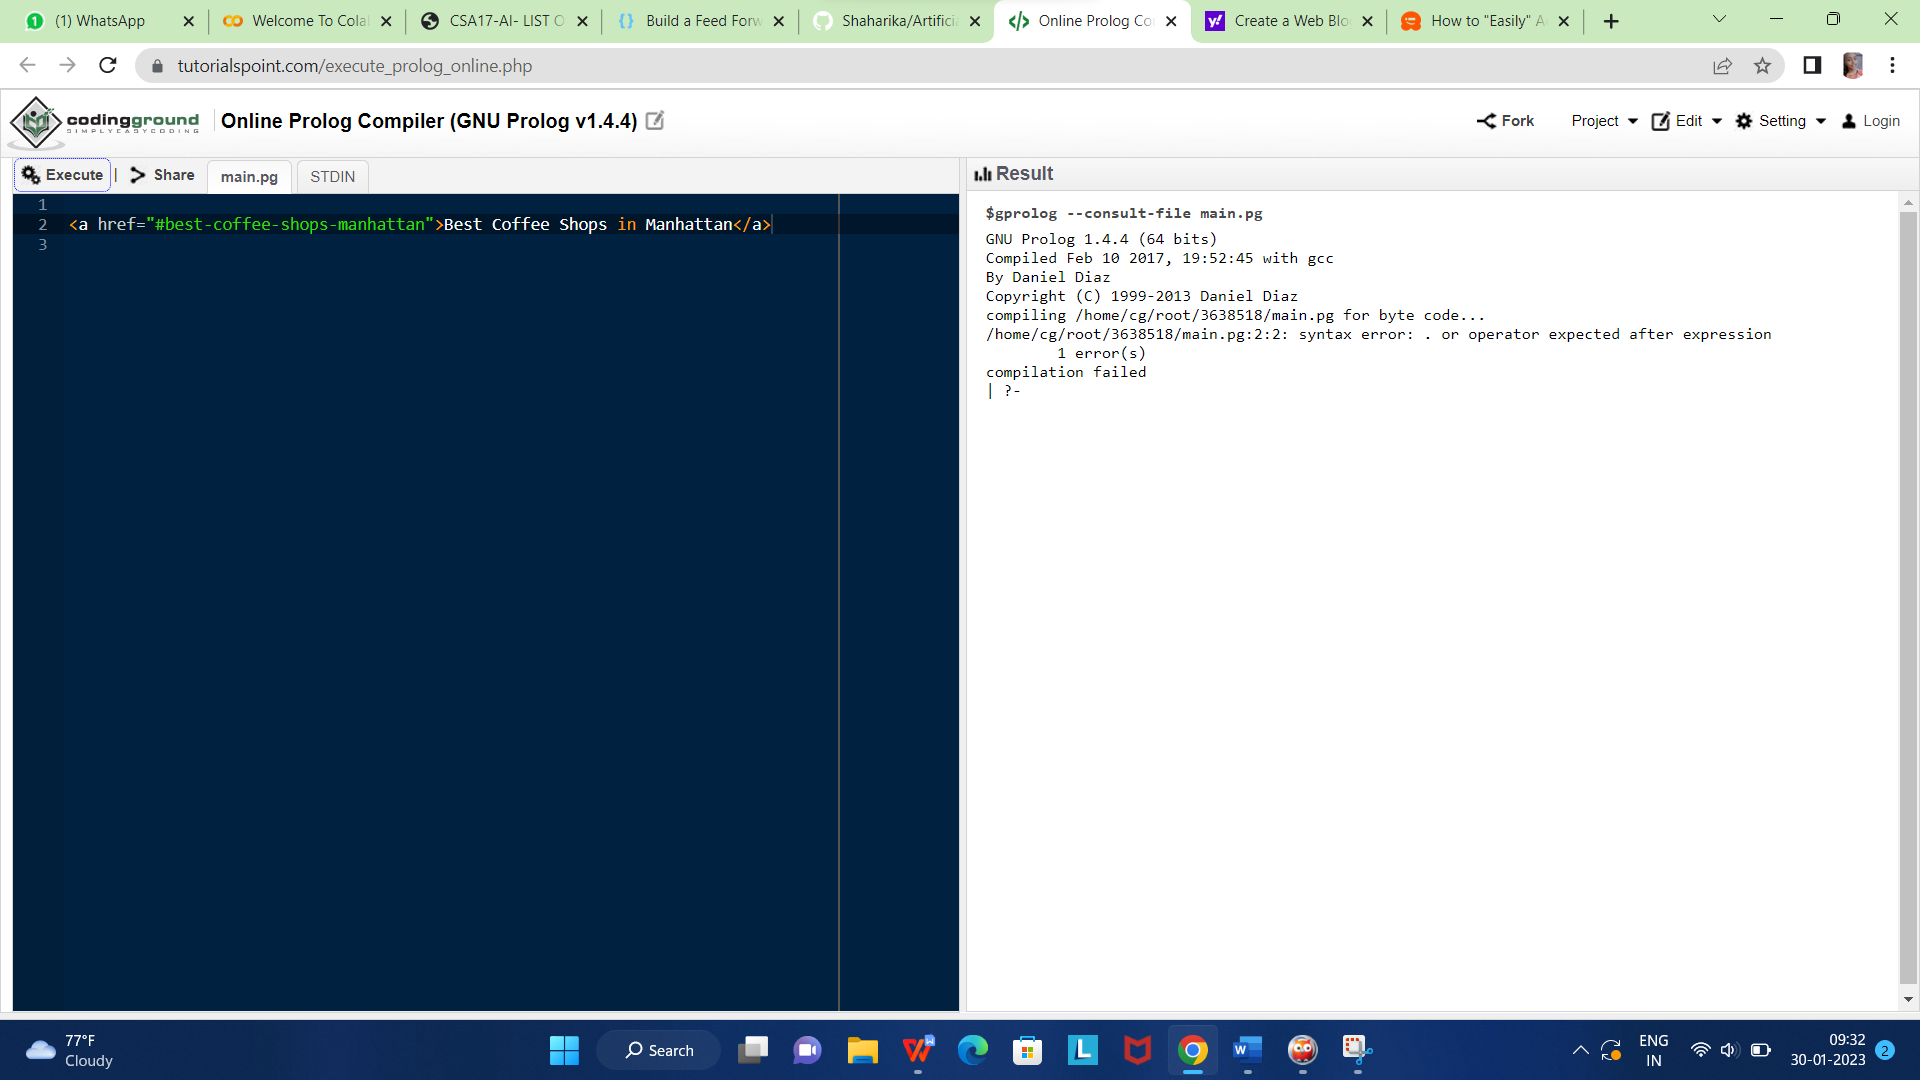 (1) WhatsApp
Welcome To Cola
CSA17-AI- LIST O
Build a Feed Forw
Shaharika/Artificia
Online Prolog Co
Create a Web Blo
How to "Easily" A
tutorialspoint.com/execute_prolog_online.php
codingground
SIMPLYEASYCODING
Online Prolog Compiler (GNU Prolog v1.4.4)
Fork
Project
Edit
Setting
Login
Execute
|
Share
main.pg
STDIN
Result
1
2 <a href="#best-coffee-shops-manhattan">Best Coffee Shops in Manhattan</a>
3
$gprolog --consult-file main.pg
GNU Prolog 1.4.4 (64 bits)
Compiled Feb 10 2017, 19:52:45 with gcc
By Daniel Diaz
Copyright (C) 1999-2013 Daniel Diaz
compiling /home/cg/root/3638518/main.pg for byte code...
/home/cg/root/3638518/main.pg:2:2: syntax error: . or operator expected after expression
1 error(s)
compilation failed
| ?-
77°F
Cloudy
Search
ENG
IN
09:32
30-01-2023
2